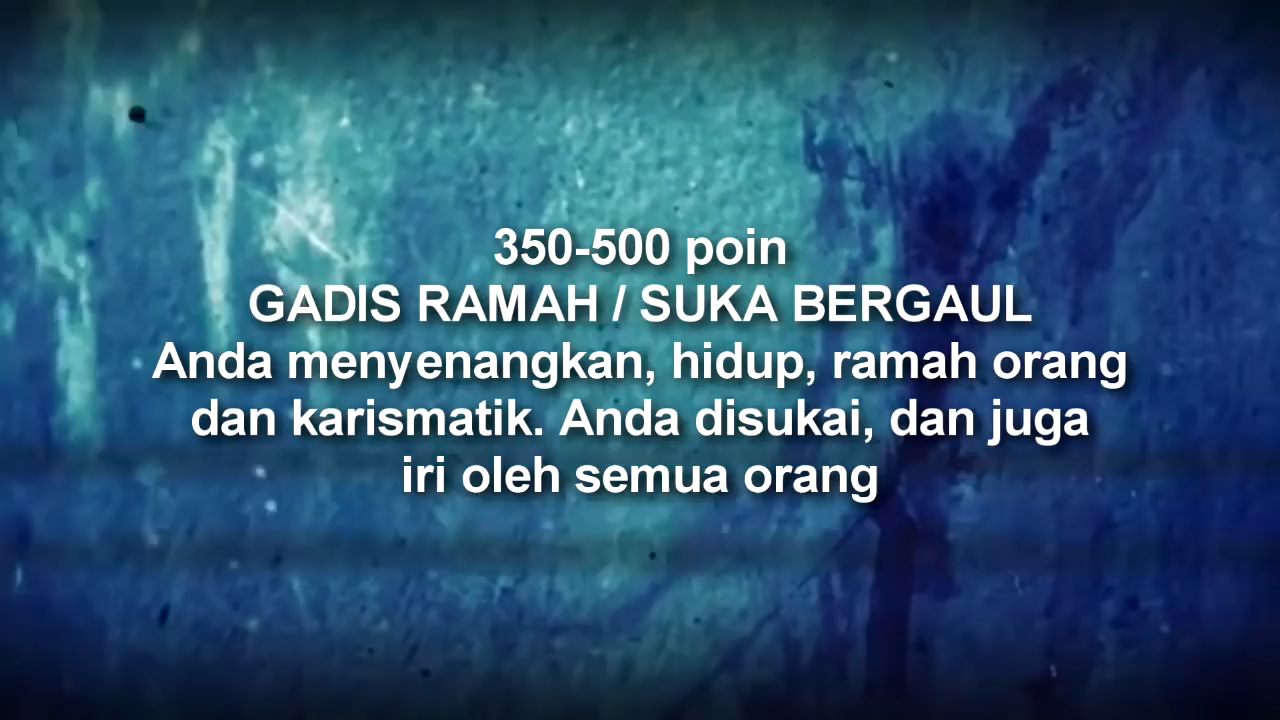 350-500 poin
GADIS RAMAH / SUKA BERGAUL
Anda menyenangkan, hidup, ramah orang
dan karismatik. Anda disukai, dan juga
iri oleh semua orang